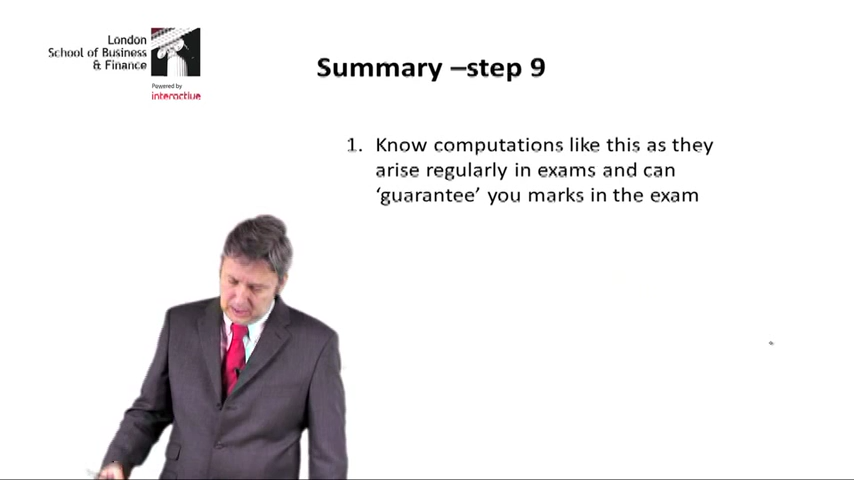 London
School of Business
& Finance
Powered by
interactive
Summary –step 9
1. Know computations like this as they
arise regularly in exams and can
‘guarantee’ you marks in the exam